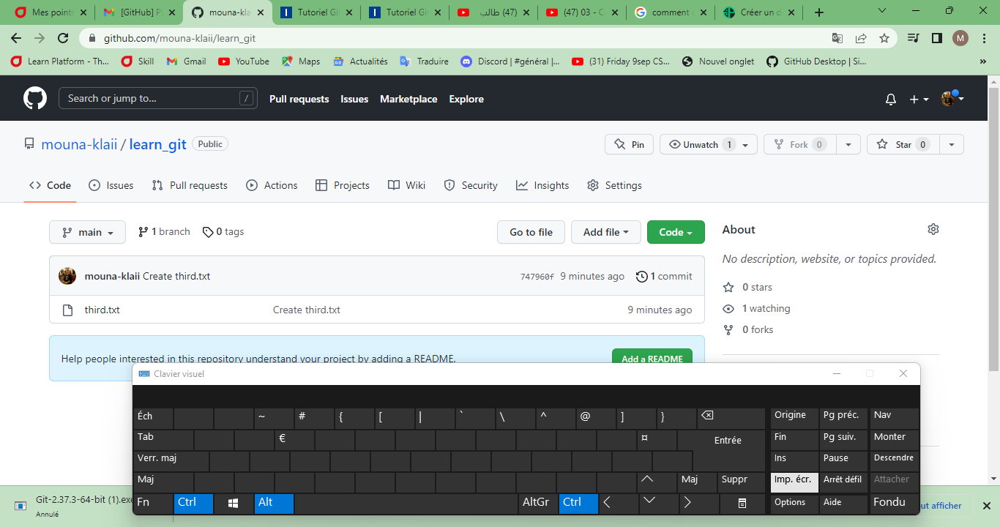 Mes points
[GitHub] Pl
mouna-kla
Tutoriel Gi
Tutoriel Gi
(47) طالب
(47) 03 - C
comment
Créer un d
github.com/mouna-klaii/learn_git
M
Learn Platform - Th...
Skill
Gmail
YouTube
Maps
Actualités
Traduire
Discord | #général |...
(31) Friday 9sep CS...
Nouvel onglet
GitHub Desktop | Si...
»
Search or jump to...
/
Pull requests
Issues
Marketplace
Explore
mouna-klaii / learn_git
Public
Pin
Unwatch 1
Fork 0
Star 0
Code
Issues
Pull requests
Actions
Projects
Wiki
Security
Insights
Settings
main
1 branch
0 tags
Go to file
Add file
Code
About
No description, website, or topics provided.
mouna-klaii Create third.txt
747960f 9 minutes ago
1 commit
third.txt
Create third.txt
9 minutes ago
0 stars
1 watching
0 forks
Help people interested in this repository understand your project by adding a README.
Add a README
Clavier visuel
Éch ~ # { [ | ` \ ^ @ ] }
Origine Pg préc. Nav
Tab € ¤ Entrée
Fin Pg suiv. Monter
Verr. maj
Ins Pause Descendre
Maj Maj Suppr
Imp. écr. Arrêt défil Attacher
Fn Ctrl Alt AltGr Ctrl
Options Aide Fondu
Git-2.37.3-64-bit (1).exe
Annulé
ut afficher